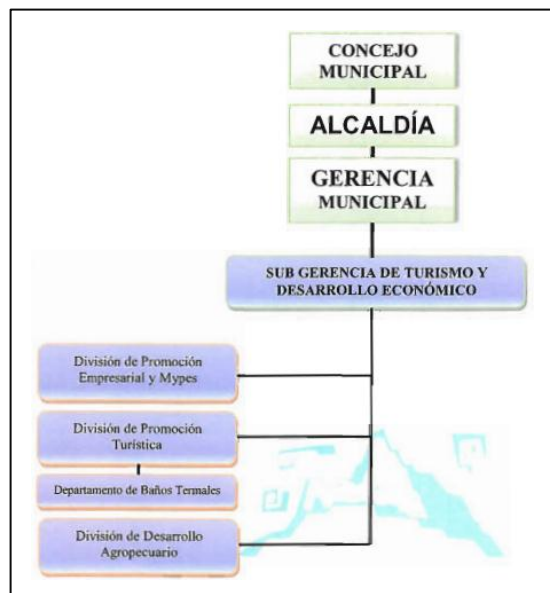 CONCEJO
MUNICIPAL
ALCALDÍA
GERENCIA
MUNICIPAL
SUB GERENCIA DE TURISMO Y
DESARROLLO ECONÓMICO
División de Promoción
Empresarial y Mypes
División de Promoción
Turística
Departamento de Baños Termales
División de Desarrollo
Agropecuario